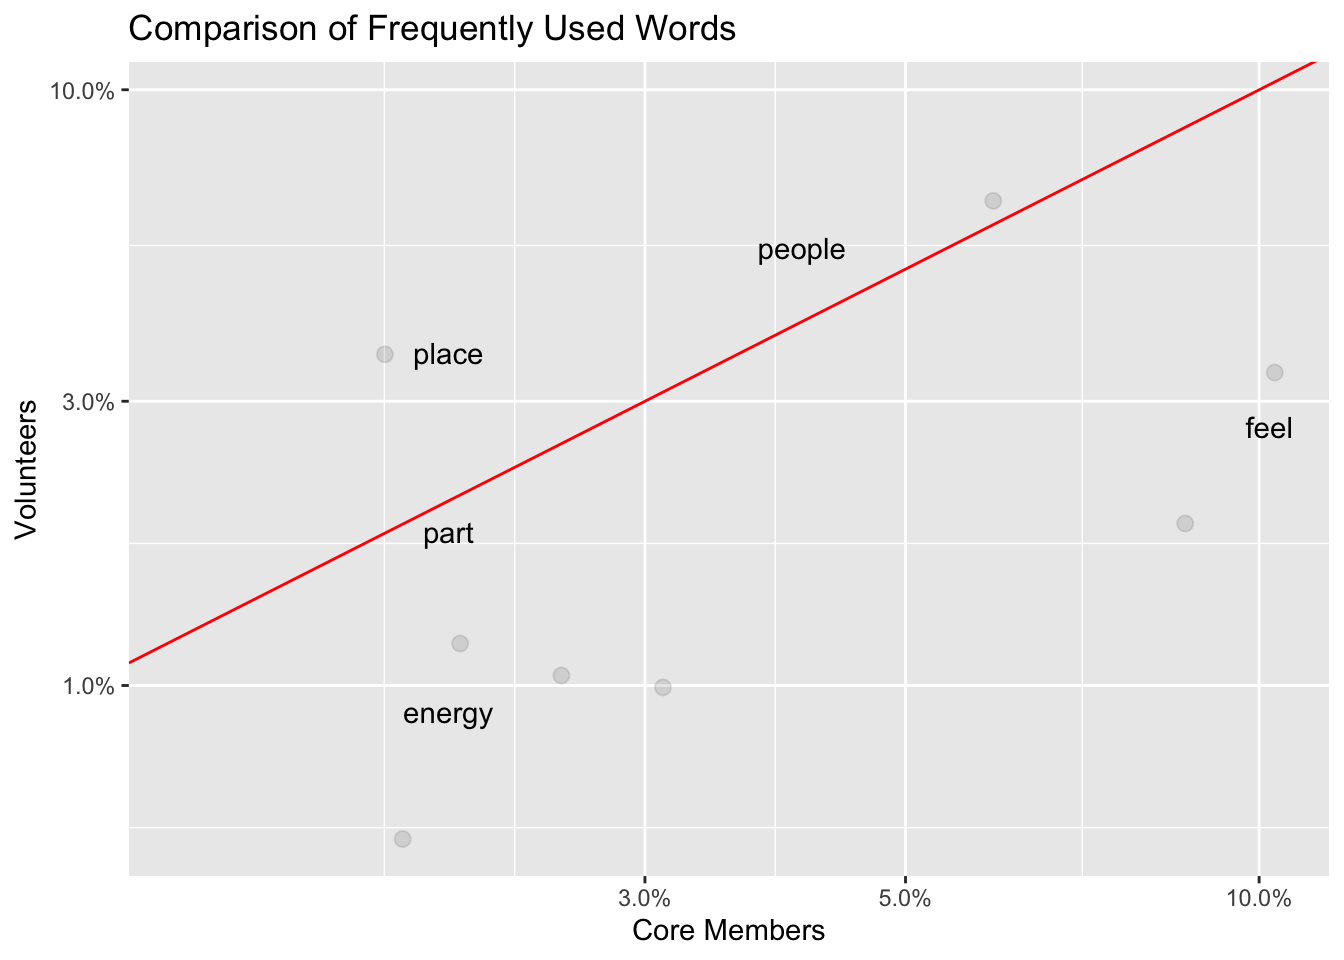 Comparison of Frequently Used Words
10.0%
people
place
3.0%
feel
Volunteers
part
1.0%
energy
3.0%
5.0%
10.0%
Core Members